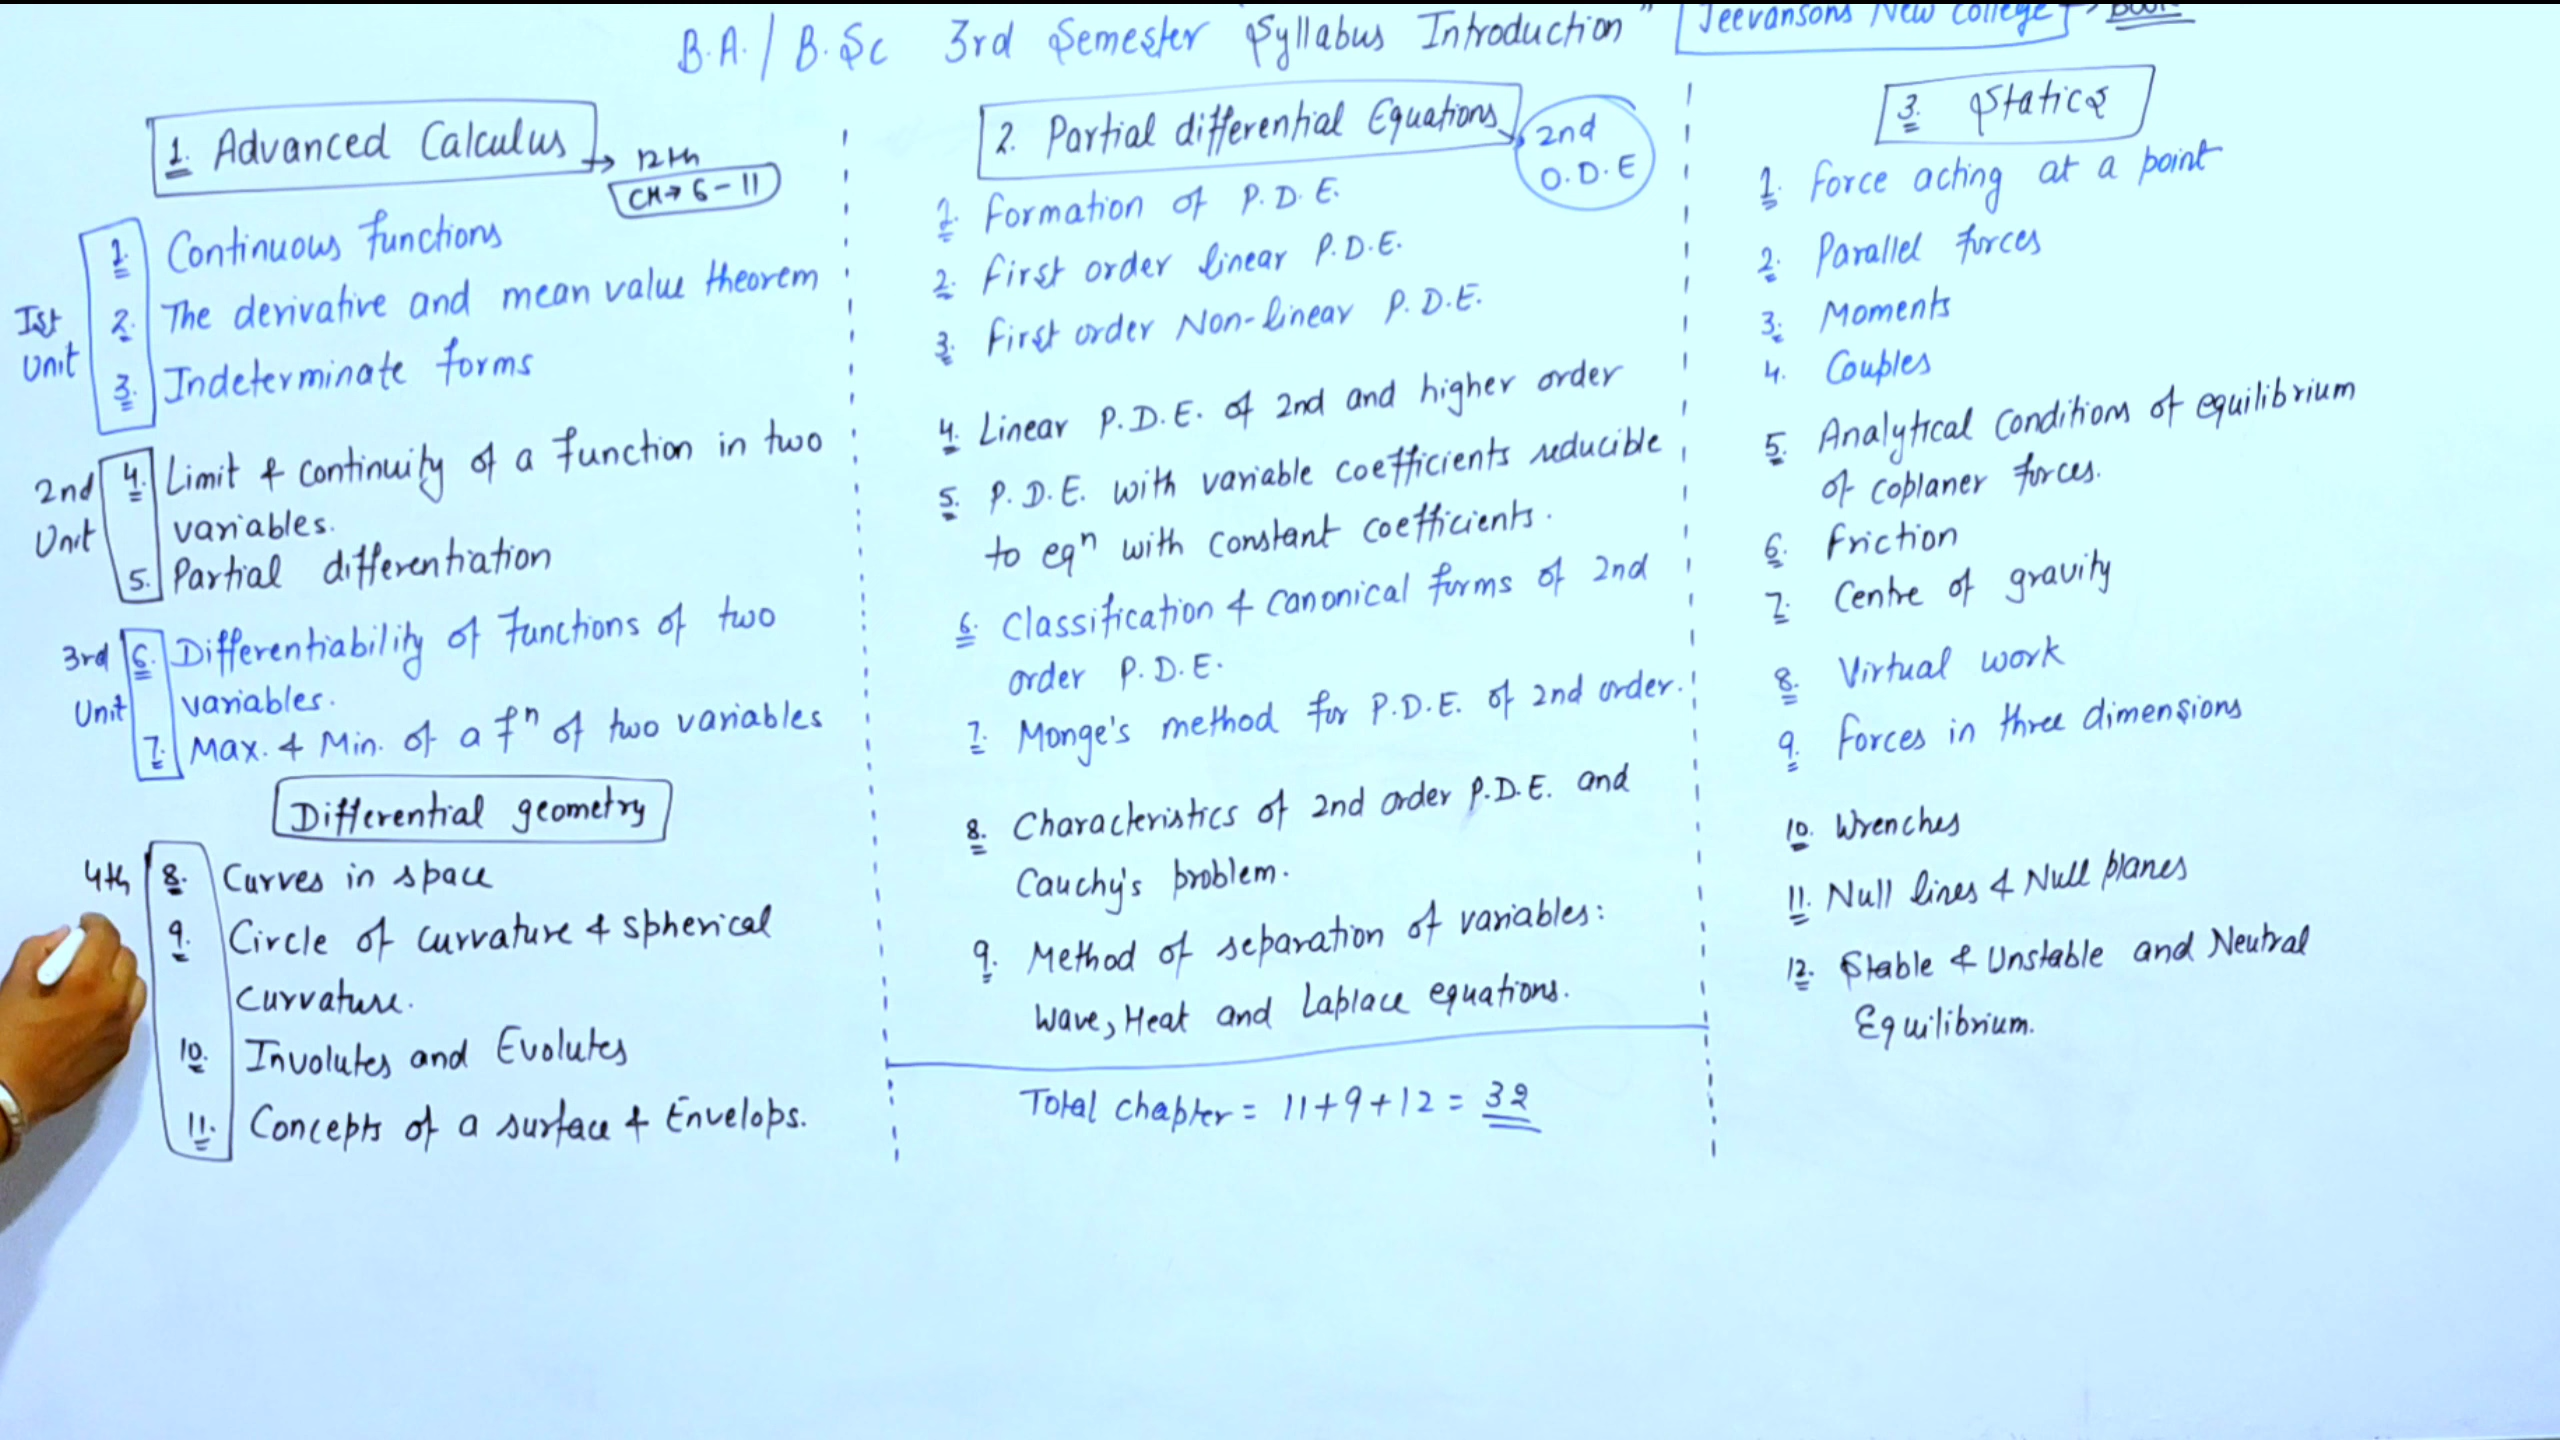 B.A./B.Sc 3rd Semester Syllabus Introduction" Jeevansons New College → Book
1. Advanced Calculus → 12th
CH→ 6-11
1. Continuous functions
2. The derivative and mean value theorem
Ist
Unit
3. Indeterminate forms
2nd
Unit
4. Limit & continuity of a function in two
variables.
5. Partial differentiation
3rd
Unit
6. Differentiability of functions of two
variables.
7. Max. & Min. of a fⁿ of two variables
Differential geometry
4th
8. Curves in space
9. Circle of curvature & spherical
curvature.
10. Involutes and Evolutes
11. Concepts of a surface & Envelops.
2. Partial differential Equations → 2nd
O.D.E
1. Formation of P.D.E.
2. First order linear P.D.E.
3. First order Non-linear P.D.E.
4. Linear P.D.E. of 2nd and higher order
5. P.D.E. with variable coefficients reducible
to eqⁿ with constant coefficients.
6. Classification & canonical forms of 2nd
order P.D.E.
7. Monge's method for P.D.E. of 2nd order.
8. Characteristics of 2nd order P.D.E. and
Cauchy's problem.
9. Method of separation of variables:
Wave, Heat and Laplace equations.
Total chapter = 11+9+12 = 32
3. Statics
1. Force acting at a point
2. Parallel forces
3. Moments
4. Couples
5. Analytical Conditions of equilibrium
of coplaner forces.
6. Friction
7. Centre of gravity
8. Virtual work
9. Forces in three dimensions
10. Wrenches
11. Null lines & Null planes
12. Stable & Unstable and Neutral
Equilibrium.